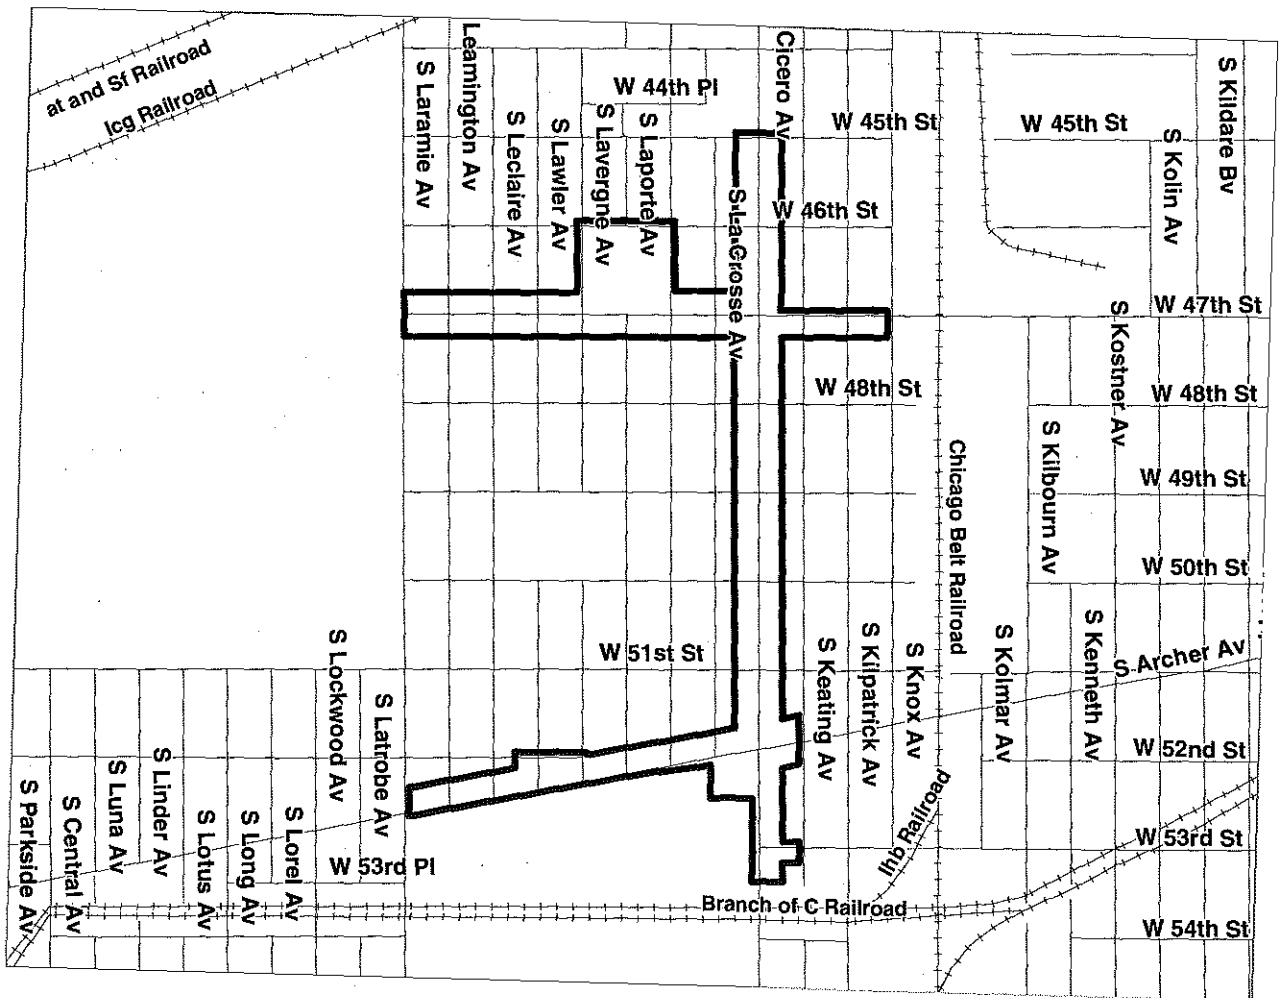 at and Sf Railroad
Icg Railroad
S Laramie Av
Leamington Av
S Leclaire Av
S Lawler Av
S Lavergne Av
S Laporte Av
W 44th Pl
S La Crosse Av
Cicero Av
W 45th St
W 45th St
S Kolin Av
S Kildare Bv
W 46th St
W 47th St
S Kostner Av
W 48th St
W 48th St
S Kilbourn Av
W 49th St
Chicago Belt Railroad
W 50th St
W 51st St
S Lockwood Av
S Latrobe Av
S Keating Av
S Kilpatrick Av
S Knox Av
S Kolmar Av
S Kenneth Av
S Archer Av
W 52nd St
S Parkside Av
S Central Av
S Luna Av
S Linder Av
S Lotus Av
S Long Av
S Lorel Av
W 53rd Pl
Ihb Railroad
W 53rd St
Branch of C Railroad
W 54th St